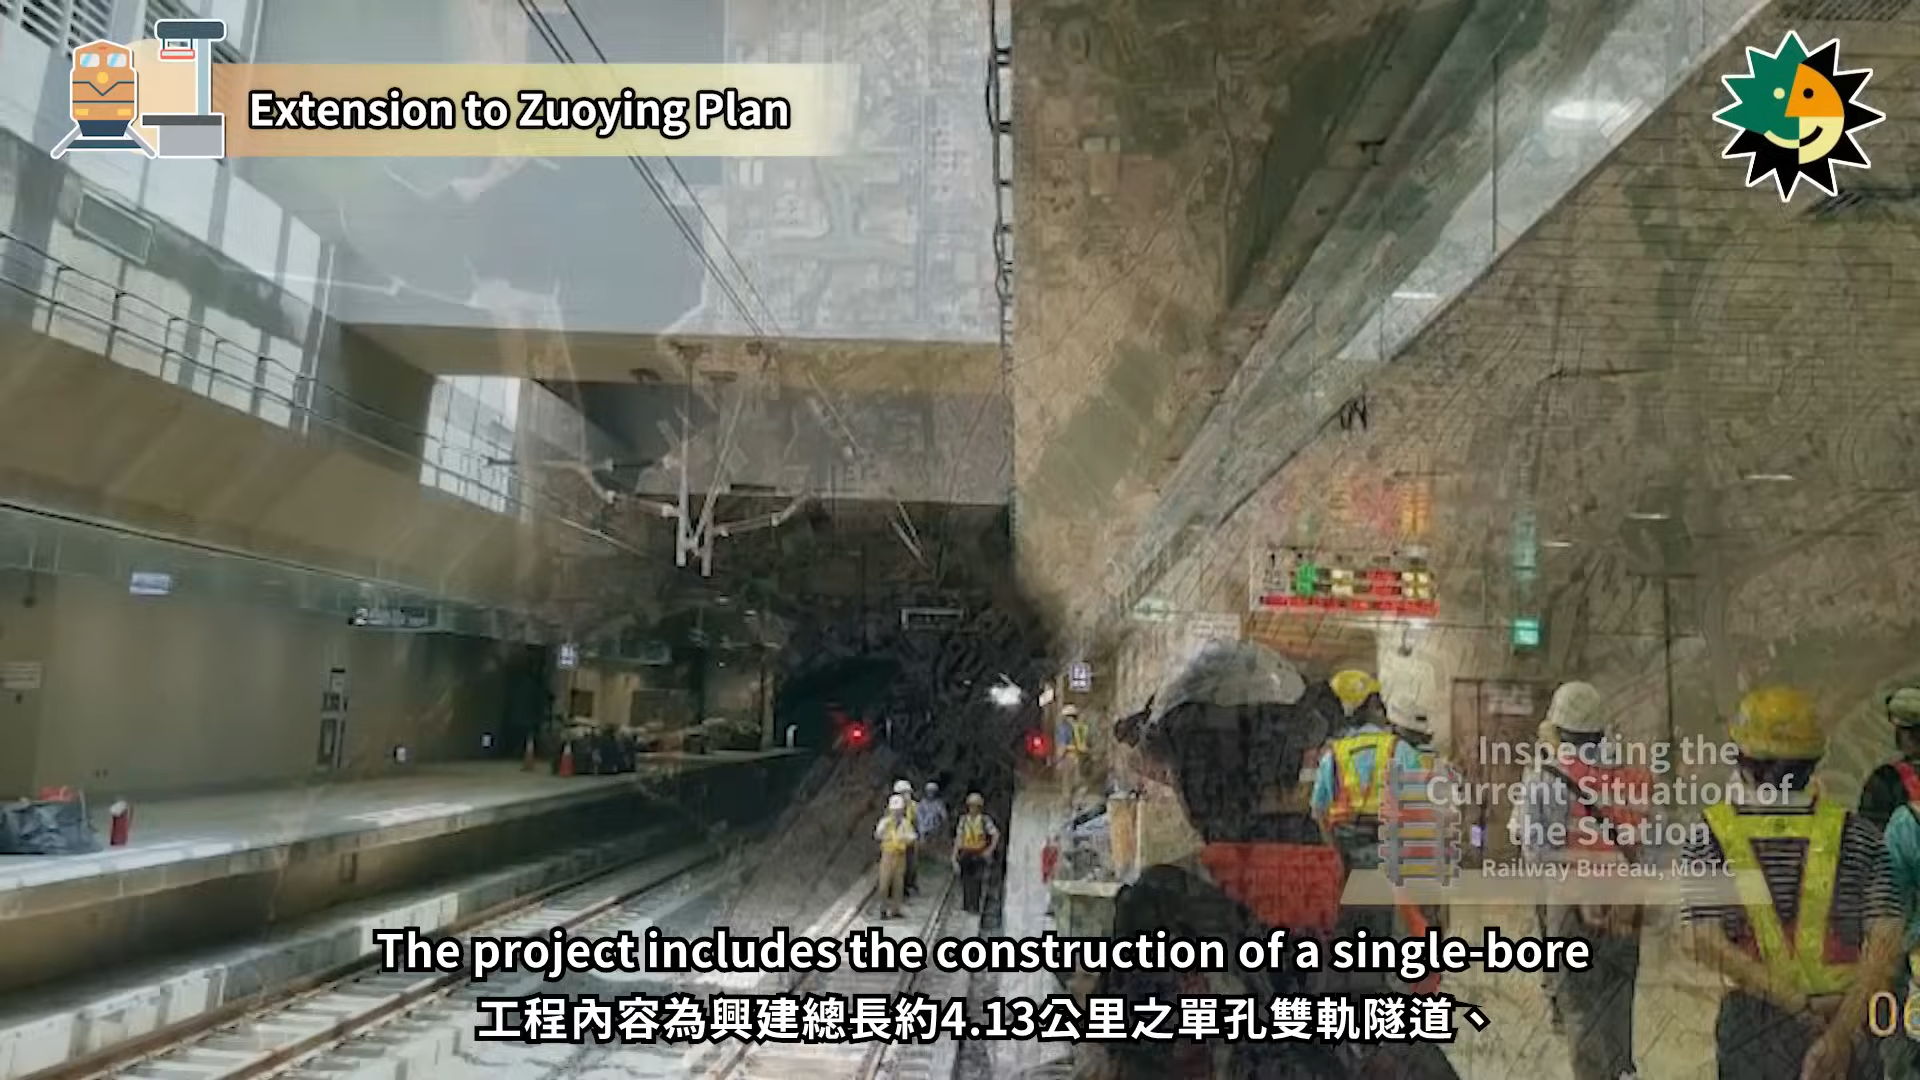 Extension to Zuoying Plan
Inspecting the
Current Situation of
the Station
Railway Bureau, MOTC
The project includes the construction of a single-bore
工程內容為興建總長約4.13公里之單孔雙軌隧道、